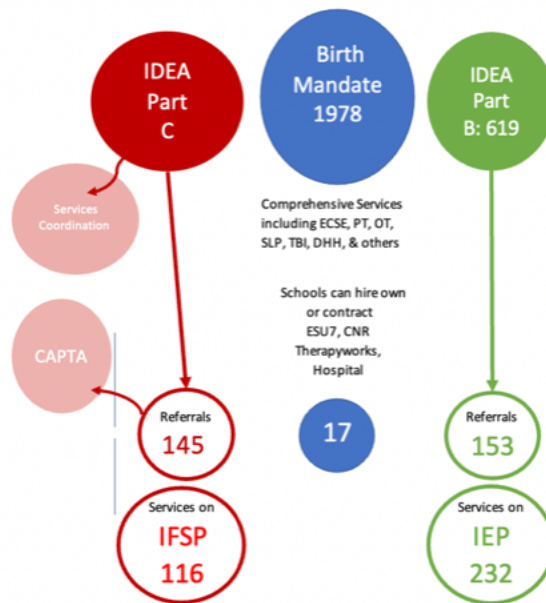 IDEA
Part
C
Birth
Mandate
1978
IDEA
Part
B: 619
Services
Coordination
Comprehensive Services
including ECSE, PT, OT,
SLP, TBI, DHH, & others
Schools can hire own
or contract
ESU7, CNR
Therapyworks,
Hospital
CAPTA
Referrals
145
17
Referrals
153
Services on
IFSP
116
Services on
IEP
232